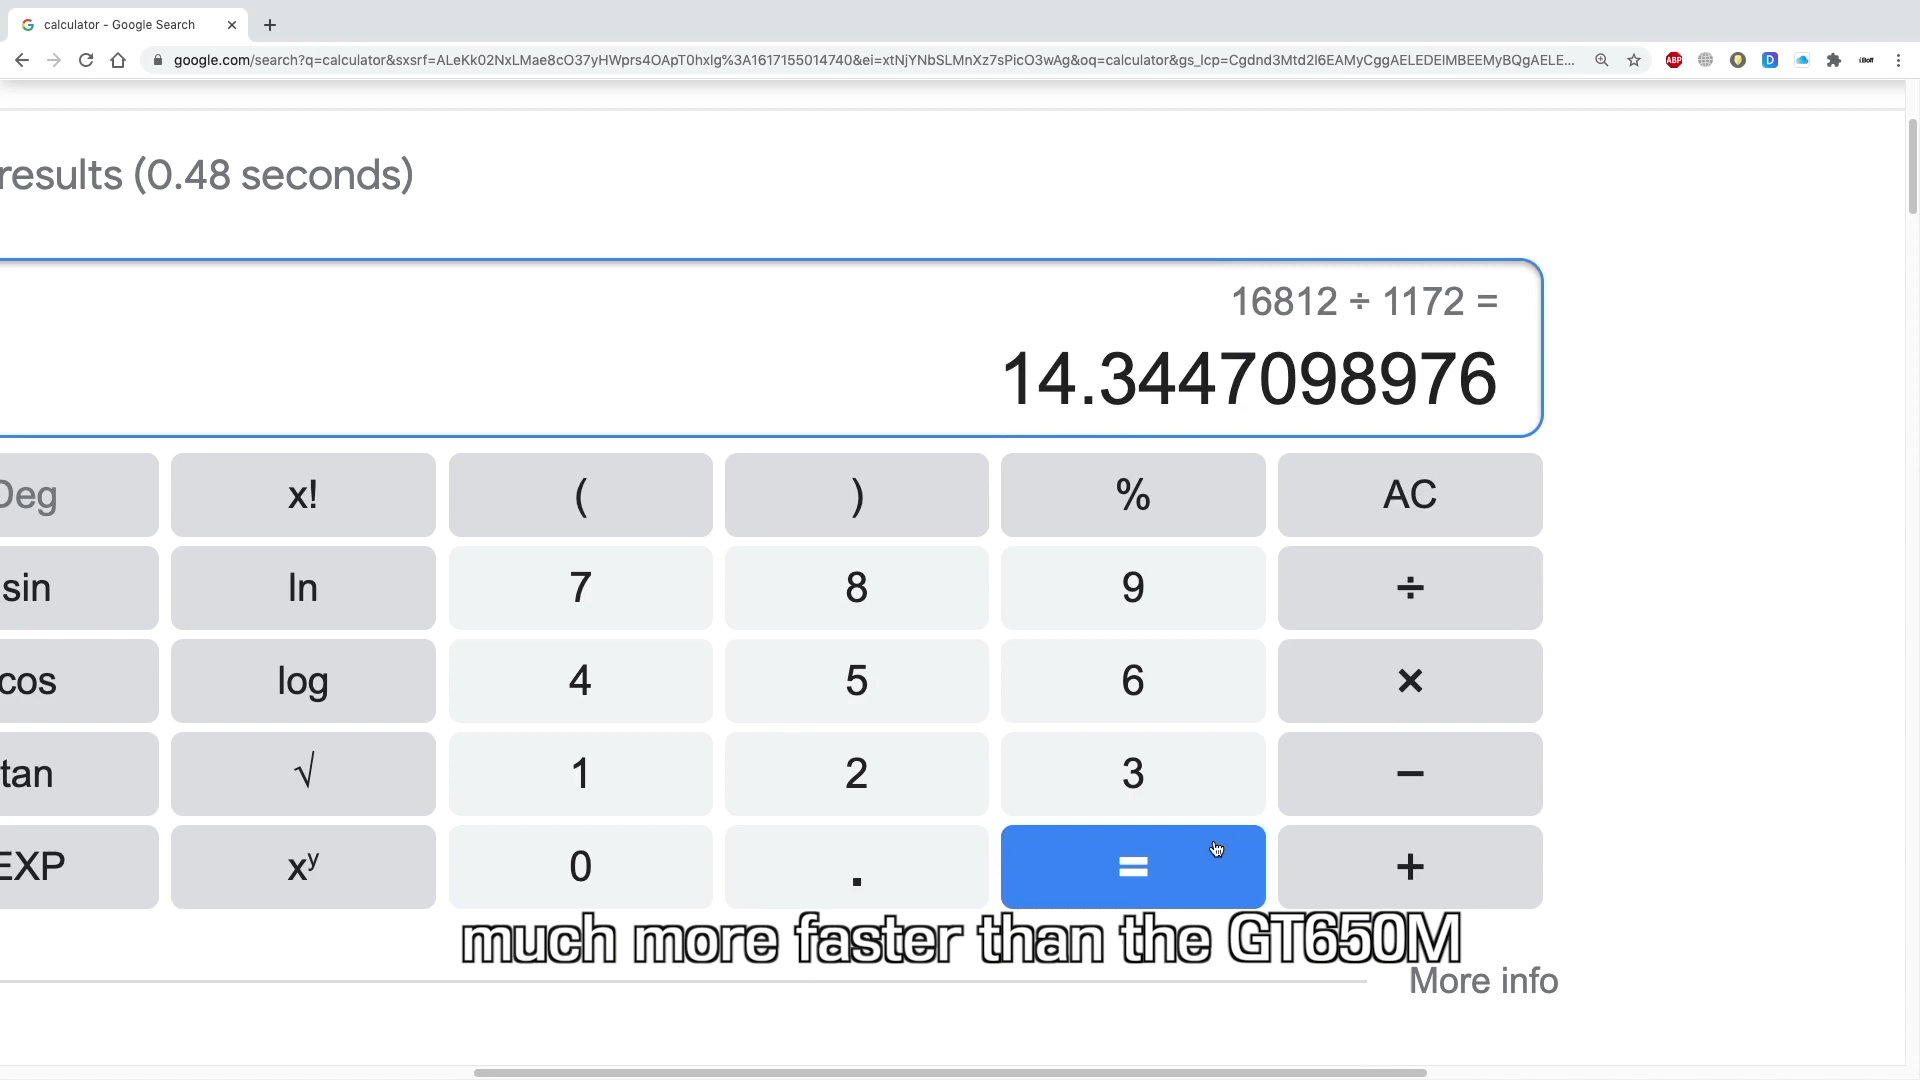 calculator - Google Search
google.com/search?q=calculator&sxsrf=ALeKk02NxLMae8cO37yHWprs4OApT0hxlg%3A1617155014740&ei=xtNjYNbSLMnXz7sPicO3wAg&oq=calculator&gs_lcp=Cgdnd3Mtd2l6EAMyCggAELEDEIMBEEMyBQgAELE...
ABP
D
results (0.48 seconds)
16812 ÷ 1172 =
14.3447098976
Deg x! ( ) % AC
sin ln 7 8 9 ÷
cos log 4 5 6 ×
tan √ 1 2 3 −
EXP xʸ 0 . = +
much more faster than the GT650M
More info